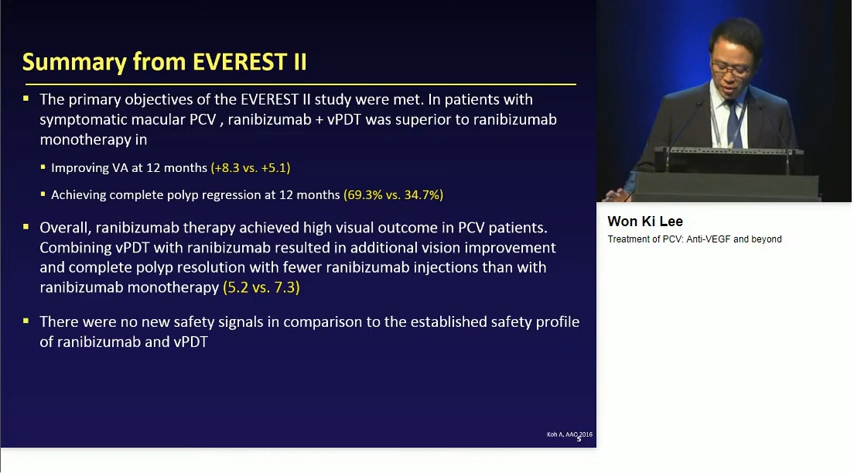 Summary from EVEREST II
▪ The primary objectives of the EVEREST II study were met. In patients with
symptomatic macular PCV , ranibizumab + vPDT was superior to ranibizumab
monotherapy in
▪ Improving VA at 12 months (+8.3 vs. +5.1)
▪ Achieving complete polyp regression at 12 months (69.3% vs. 34.7%)
▪ Overall, ranibizumab therapy achieved high visual outcome in PCV patients.
Combining vPDT with ranibizumab resulted in additional vision improvement
and complete polyp resolution with fewer ranibizumab injections than with
ranibizumab monotherapy (5.2 vs. 7.3)
▪ There were no new safety signals in comparison to the established safety profile
of ranibizumab and vPDT
Koh A, AAO 2016
5
Won Ki Lee
Treatment of PCV: Anti-VEGF and beyond